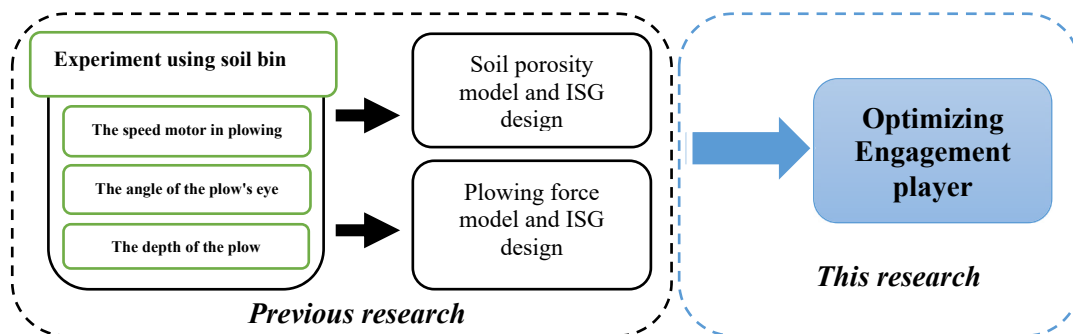 Experiment using soil bin
The speed motor in plowing
The angle of the plow's eye
The depth of the plow
Soil porosity
model and ISG
design
Plowing force
model and ISG
design
Previous research
Optimizing
Engagement
player
This research